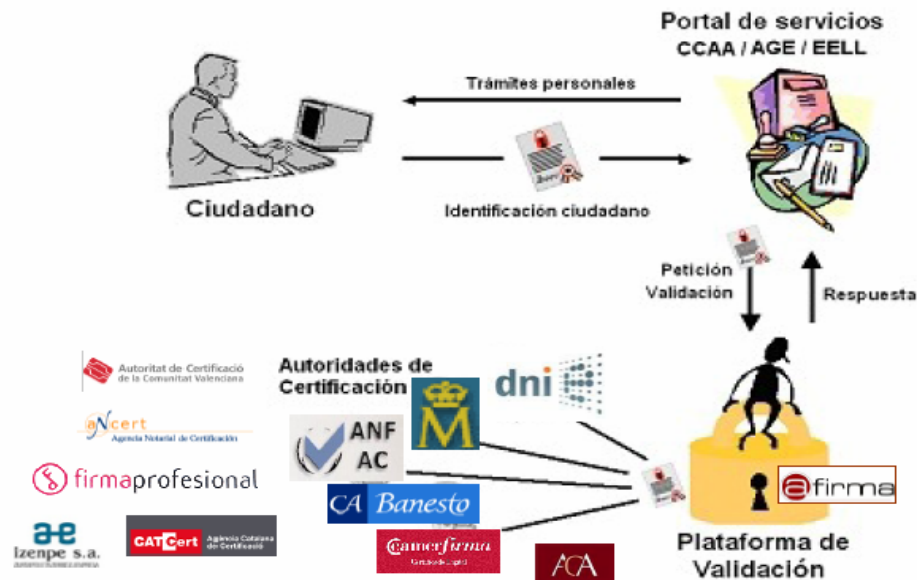 Portal de servicios
CCAA / AGE / EELL
Trámites personales
Ciudadano
Identificación ciudadano
Petición
Validación
Respuesta
Autoritat de Certificació
de la Comunitat Valenciana
Autoridades de
Certificación
dni
M
aNcert
Agencia Notarial de Certificación
ANF
AC
firmaprofesional
CA Banesto
afirma
Izenpe s.a.
CATCert
Agència Catalana
de Certificació
Camerfirma
ACA
Plataforma de
Validación